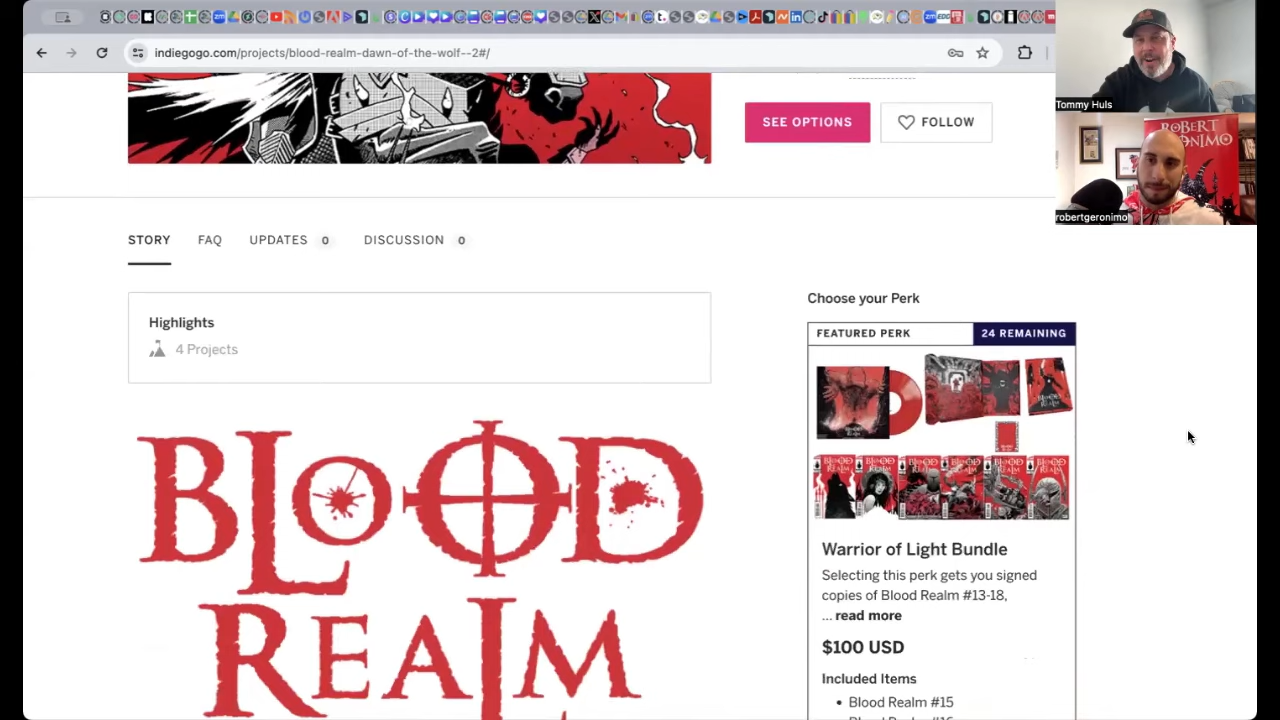 indiegogo.com/projects/blood-realm-dawn-of-the-wolf--2#/
Tommy Huls
ROBERT
robertgeronimo
SEE OPTIONS
FOLLOW
STORY FAQ UPDATES 0 DISCUSSION 0
Highlights
4 Projects
BLOOD
REALM
Choose your Perk
FEATURED PERK
24 REMAINING
BLOOD REALM
Warrior of Light Bundle
Selecting this perk gets you signed
copies of Blood Realm #13-18,
... read more
$100 USD
Included Items
• Blood Realm #15